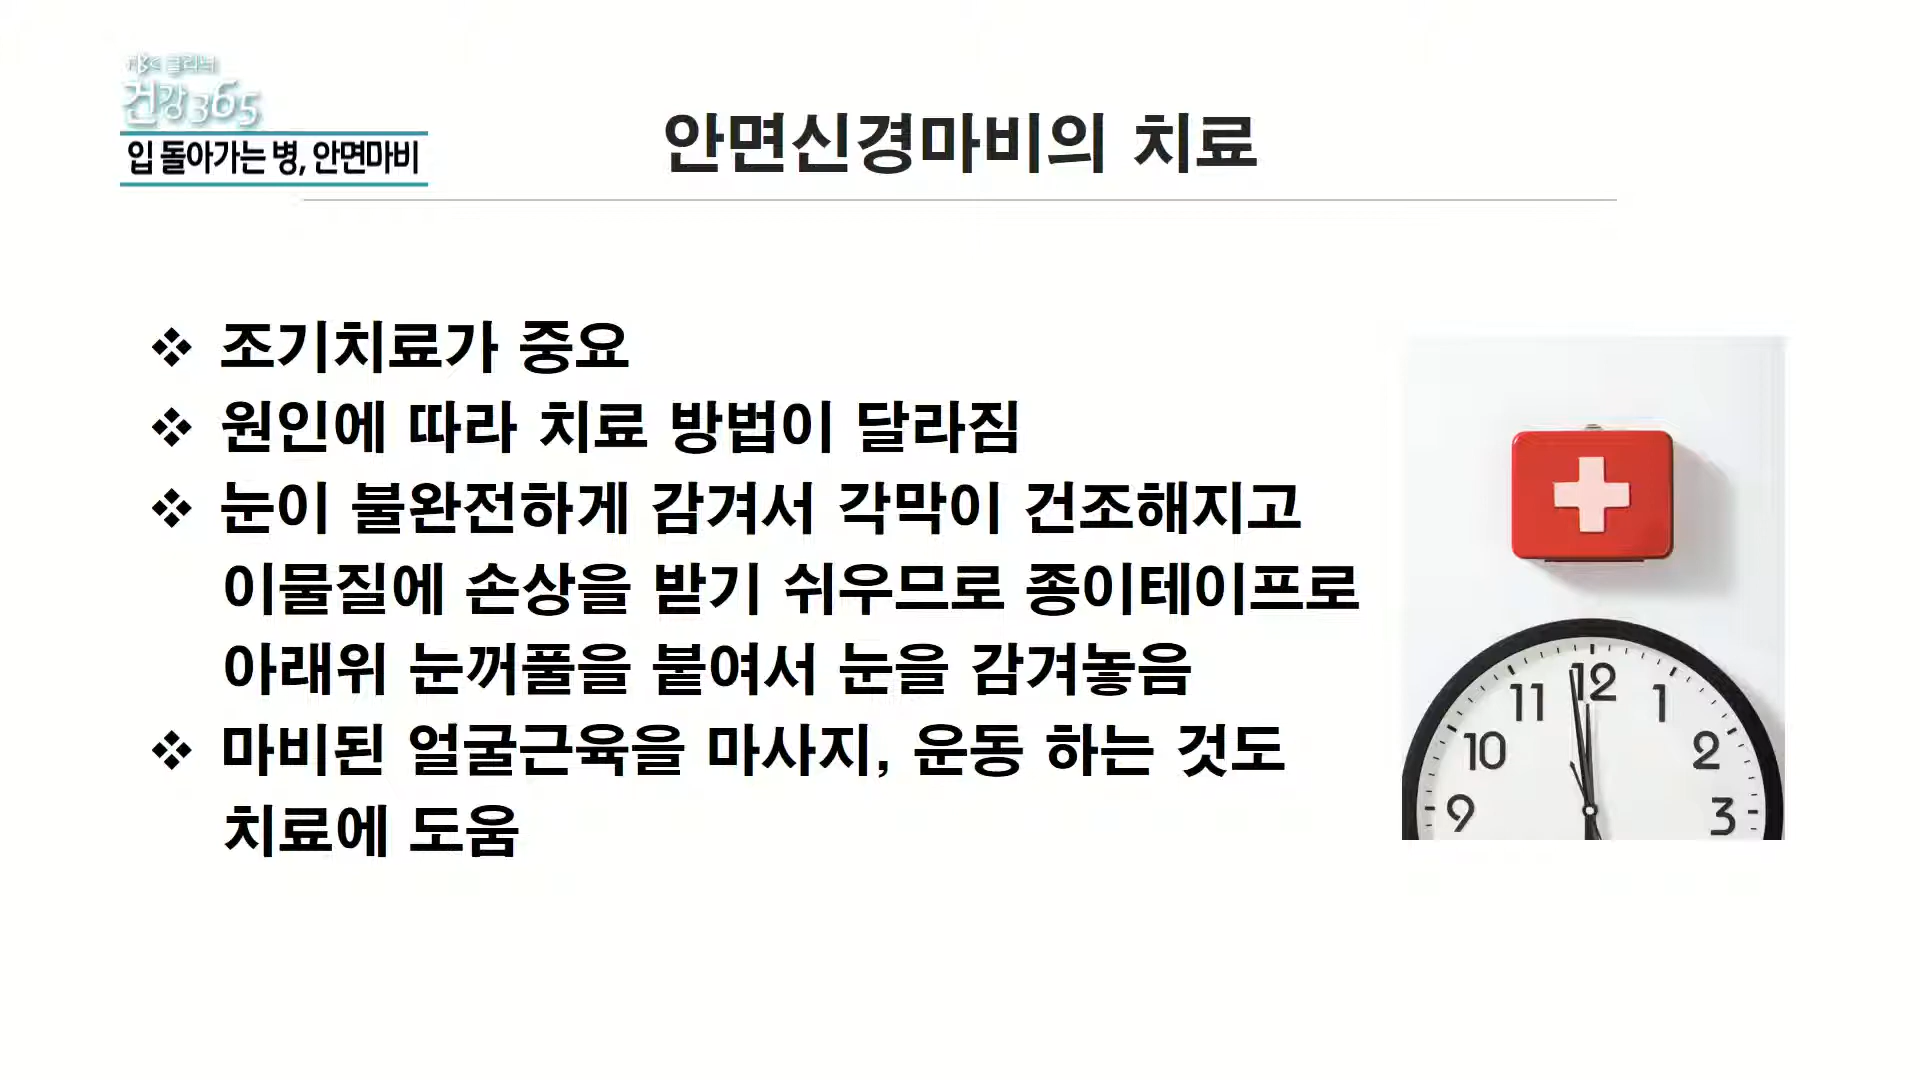 건강365
입 돌아가는 병, 안면마비
안면신경마비의 치료
❖ 조기치료가 중요
❖ 원인에 따라 치료 방법이 달라짐
❖ 눈이 불완전하게 감겨서 각막이 건조해지고
이물질에 손상을 받기 쉬우므로 종이테이프로
아래위 눈꺼풀을 붙여서 눈을 감겨놓음
❖ 마비된 얼굴근육을 마사지, 운동 하는 것도
치료에 도움
12
11
1
10
2
9
3